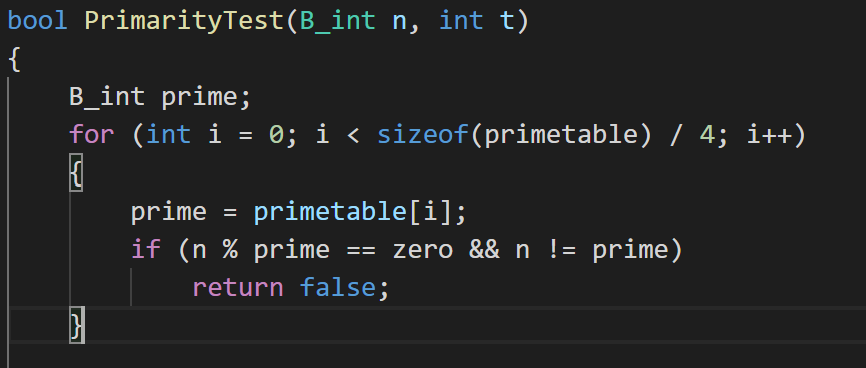 bool PrimarityTest(B_int n, int t)
{
    B_int prime;
    for (int i = 0; i < sizeof(primetable) / 4; i++)
    {
        prime = primetable[i];
        if (n % prime == zero && n != prime)
            return false;
    }